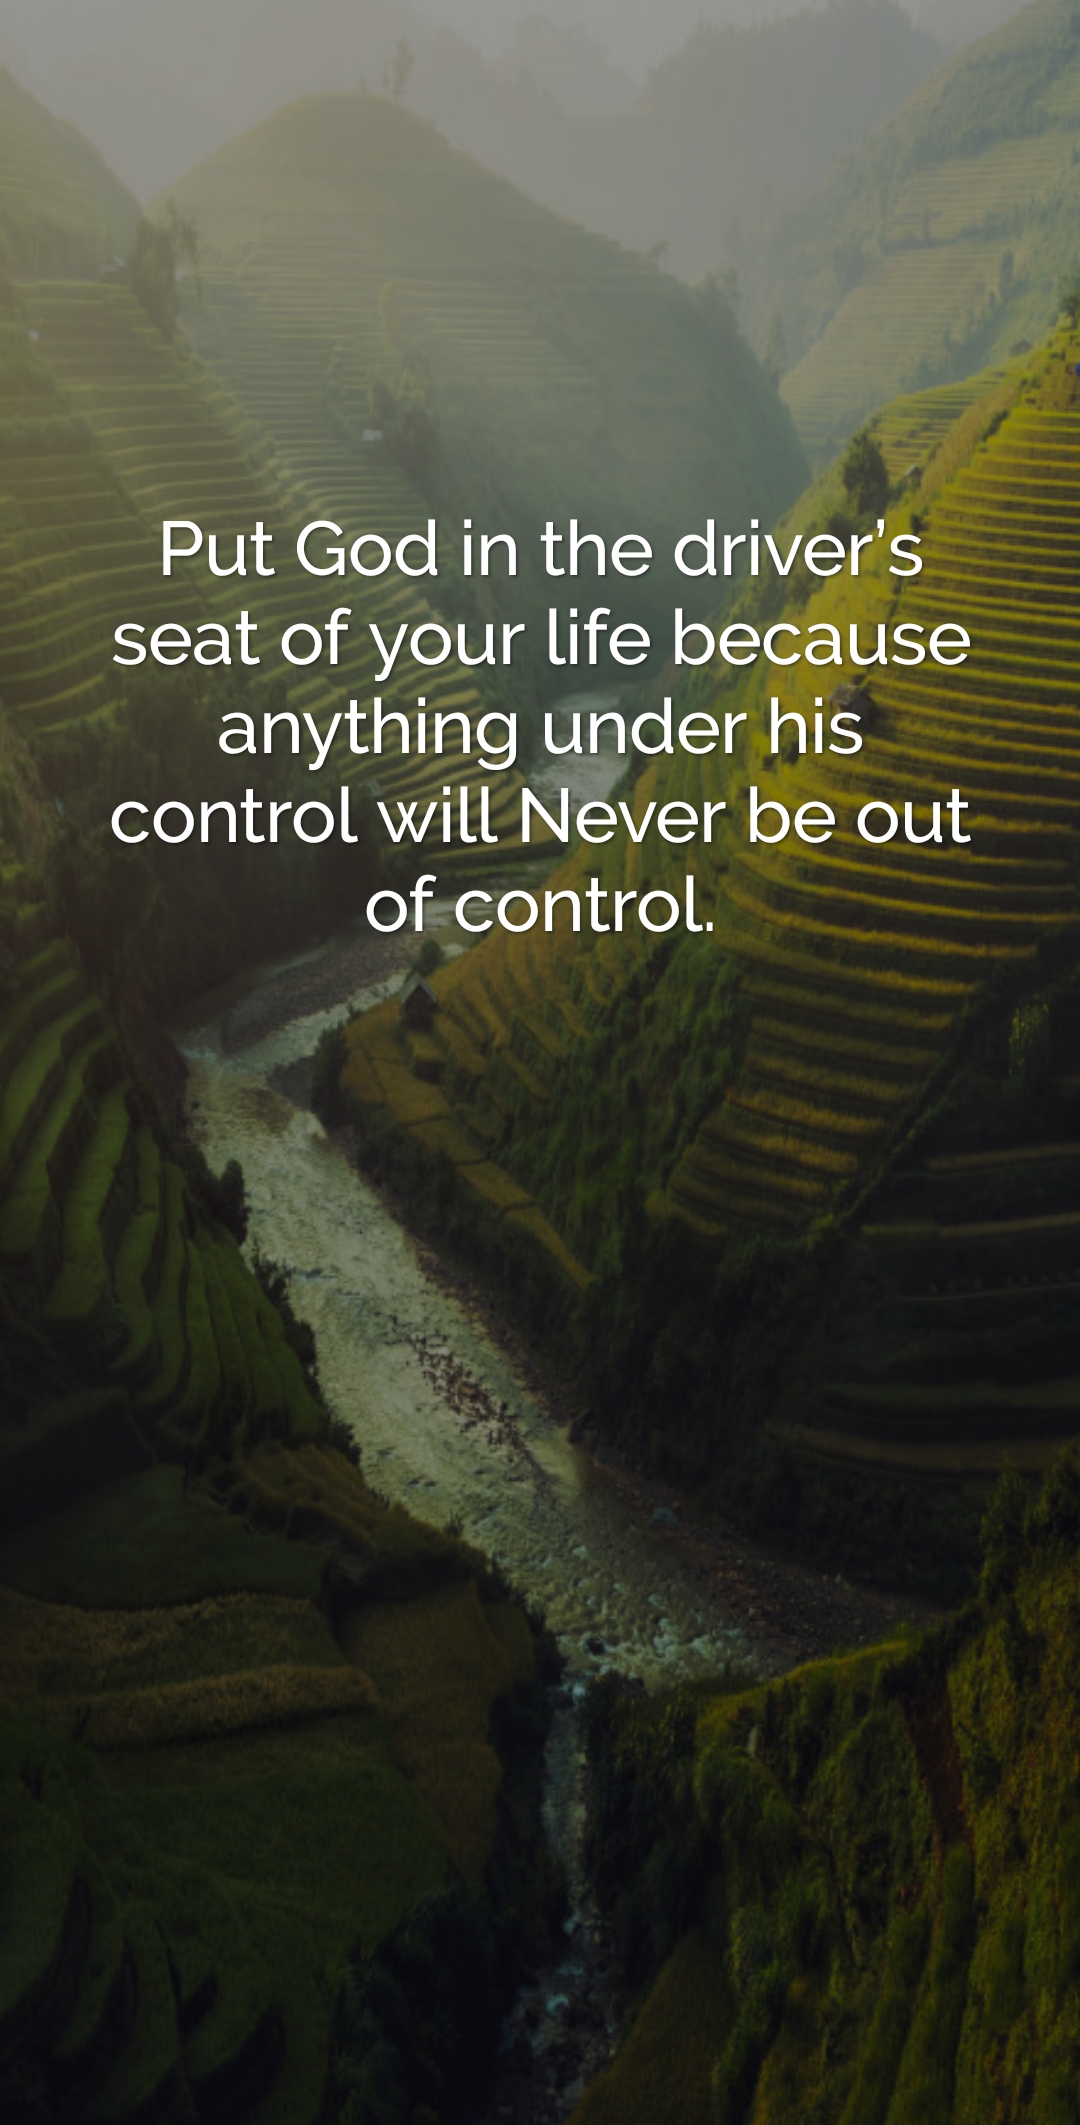 Put God in the driver’s
seat of your life because
anything under his
control will Never be out
of control.